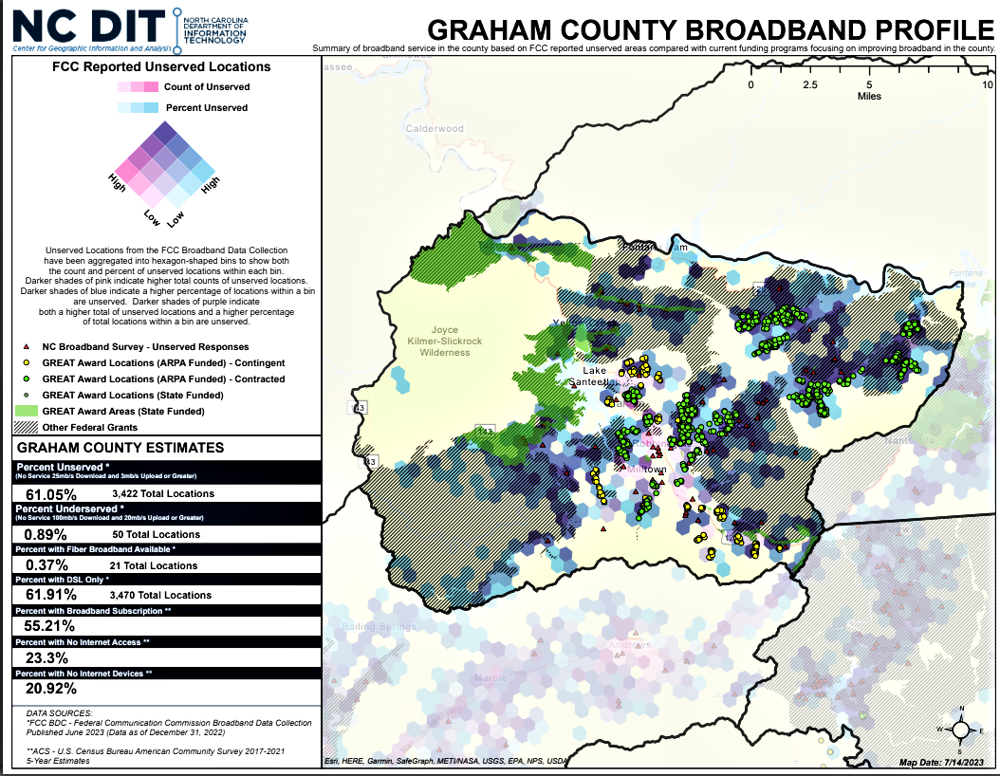 NC DIT
NORTH CAROLINA
DEPARTMENT OF
INFORMATION
TECHNOLOGY
Center for Geographic Information and Analysis
GRAHAM COUNTY BROADBAND PROFILE
Summary of broadband service in the county based on FCC reported unserved areas compared with current funding programs focusing on improving broadband in the county.
FCC Reported Unserved Locations
Count of Unserved
Percent Unserved
High
High
Low
Low
Unserved Locations from the FCC Broadband Data Collection
have been aggregated into hexagon-shaped bins to show both
the count and percent of unserved locations within each bin.
Darker shades of pink indicate higher total counts of unserved locations.
Darker shades of blue indicate a higher percentage of locations within a bin
are unserved. Darker shades of purple indicate
both a higher total of unserved locations and a higher percentage
of total locations within a bin are unserved.
NC Broadband Survey - Unserved Responses
GREAT Award Locations (ARPA Funded) - Contingent
GREAT Award Locations (ARPA Funded) - Contracted
GREAT Award Locations (State Funded)
GREAT Award Areas (State Funded)
Other Federal Grants
GRAHAM COUNTY ESTIMATES
Percent Unserved *
(No Service 25mb/s Download and 3mb/s Upload or Greater)
61.05% 3,422 Total Locations
Percent Underserved *
(No Service 100mb/s Download and 20mb/s Upload or Greater)
0.89% 50 Total Locations
Percent with Fiber Broadband Available *
0.37% 21 Total Locations
Percent with DSL Only *
61.91% 3,470 Total Locations
Percent with Broadband Subscription **
55.21%
Percent with No Internet Access **
23.3%
Percent with No Internet Devices **
20.92%
DATA SOURCES:
*FCC BDC - Federal Communication Commission Broadband Data Collection
Published June 2023 (Data as of December 31, 2022)
**ACS - U.S. Census Bureau American Community Survey 2017-2021
5-Year Estimates
0 2.5 5 10
Miles
assee
Calderwood
Fontana
Lake
Joyce
Kilmer-Slickrock
Wilderness
Lake
Santeetlah
143
143
143
Milltown
Boiling Springs
Andrews
Marble
N
W E
S
Esri, HERE, Garmin, SafeGraph, METI/NASA, USGS, EPA, NPS, USDA
Map Date: 7/14/2023